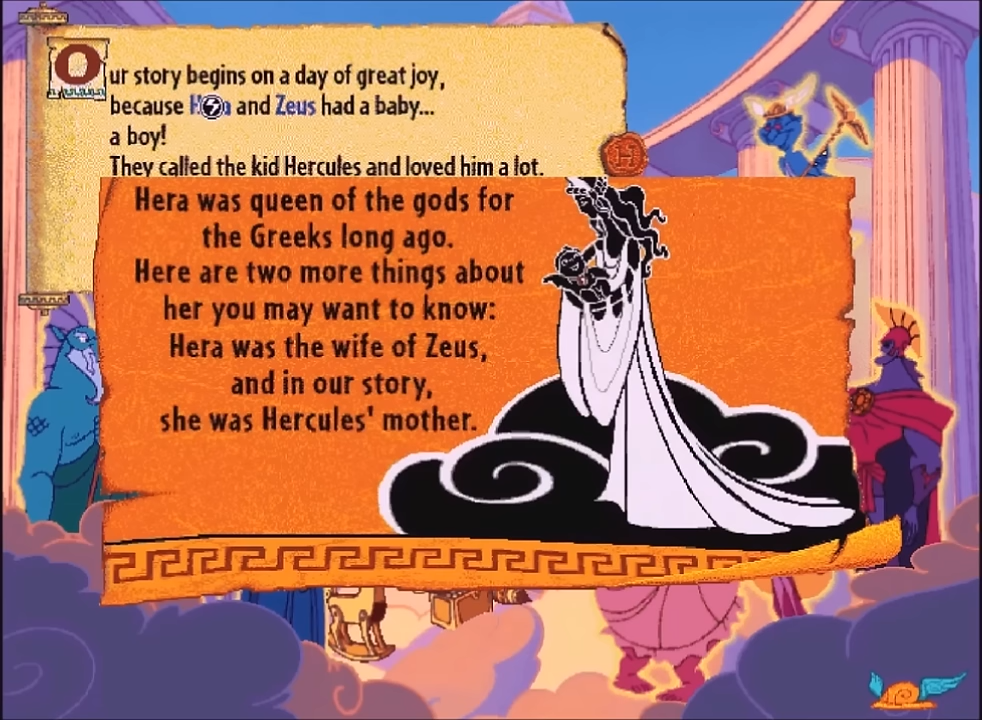 Our story begins on a day of great joy,
because Hera and Zeus had a baby...
a boy!
They called the kid Hercules and loved him a lot.
H
Hera was queen of the gods for
the Greeks long ago.
Here are two more things about
her you may want to know:
Hera was the wife of Zeus,
and in our story,
she was Hercules' mother.